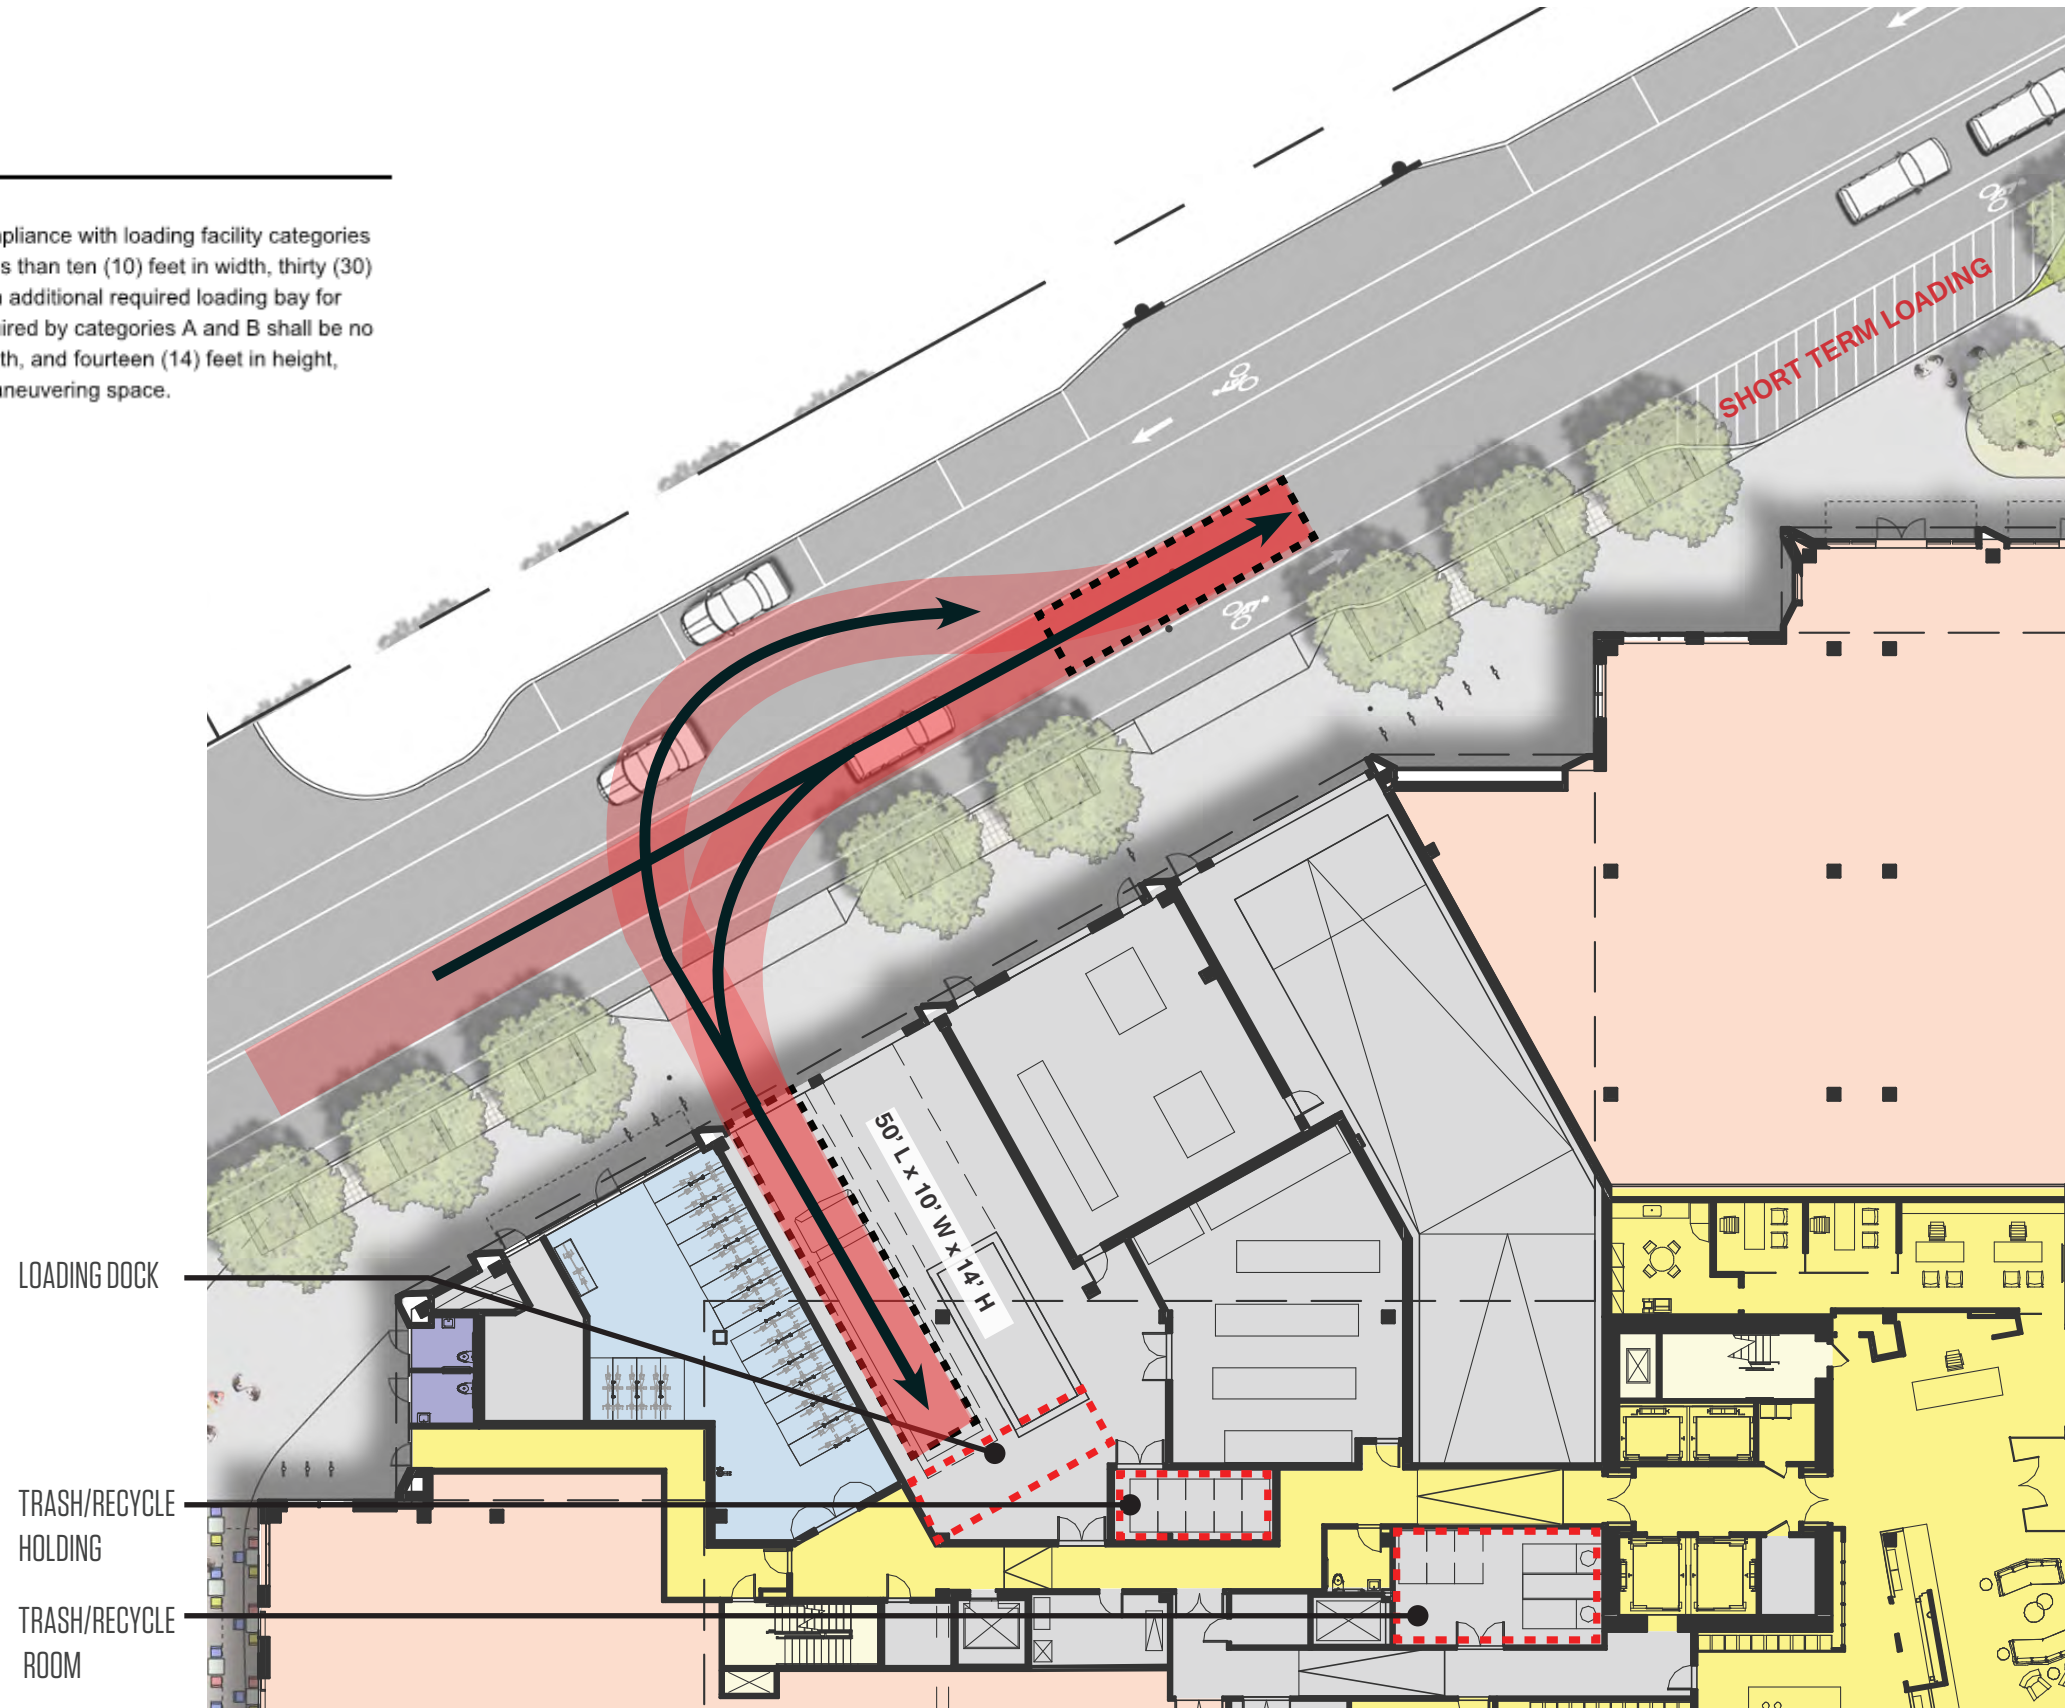 pliance with loading facility categories
s than ten (10) feet in width, thirty (30)
additional required loading bay for
ired by categories A and B shall be no
th, and fourteen (14) feet in height,
neuvering space.
SHORT TERM LOADING
50' L x 10' W x 14' H
LOADING DOCK
TRASH/RECYCLE
HOLDING
TRASH/RECYCLE
ROOM